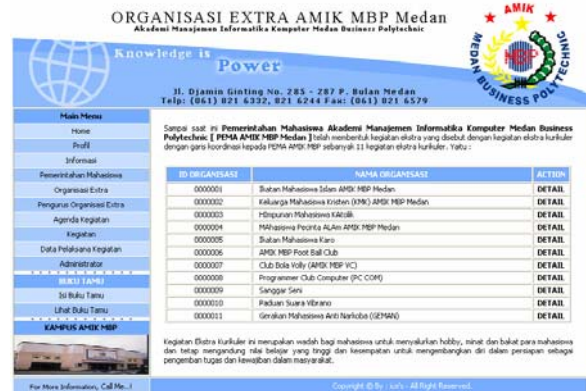 ORGANISASI EXTRA AMIK MBP Medan
Akademi Manajemen Informatika Komputer Medan Business Polytechnic
Knowledge is
Power
Jl. Djamin Ginting No. 285 - 287 P. Bulan Medan
Telp: (061) 821 6332, 821 6244 Fax: (061) 821 6579
AMIK
MBP
MEDAN BUSINESS POLYTECHNIC
Main Menu
Home
Profil
Informasi
Pemerintahan Mahasiswa
Organisasi Extra
Pengurus Organisasi Extra
Agenda Kegiatan
Kegiatan
Data Pelaksana Kegiatan
Administrator
BUKU TAMU
Isi Buku Tamu
Lihat Buku Tamu
KAMPUS AMIK MBP
For More Information, Call Me...!
Sampai saat ini Pemerintahan Mahasiswa Akademi Manajemen Informatika Komputer Medan Business
Polytechnic [ PEMA AMIK MBP Medan ] telah membentuk kegiatan ekstra yang disebut dengan kegiatan ekstra kurikuler
dengan garis koordinasi kepada PEMA AMIK MBP sebanyak 11 kegiatan ekstra kurikuler. Yaitu :
ID ORGANISASI NAMA ORGANISASI ACTION
0000001 Ikatan Mahasiswa Islam AMIK MBP Medan DETAIL
0000002 Keluarga Mahasiswa Kristen (KMK) AMIK MBP Medan DETAIL
0000003 HImpunan Mahasiswa KAtolik DETAIL
0000004 MAhasiswa Pecinta ALAm AMIK MBP Medan DETAIL
0000005 Ikatan Mahasiswa Karo DETAIL
0000006 AMIK MBP Foot Ball Club DETAIL
0000007 Club Bola Volly (AMIK MBP VC) DETAIL
0000008 Programmer Club Computer (PC COM) DETAIL
0000009 Sanggar Seni DETAIL
0000010 Paduan Suara Vibrano DETAIL
0000011 Gerakan Mahasiswa Anti Narkoba (GEMAN) DETAIL
Kegiatan Ekstra Kurikuler ini merupakan wadah bagi mahasiswa untuk menyalurkan hobby, minat dan bakat para mahasiswa
dan tetap mengandung nilai belajar yang tinggi dan kesempatan untuk mengembangkan diri dalam persiapan sebagai
pengemban tugas dan kewajiban dalam masyarakat.
Copyright © By : - All Right Reserved.